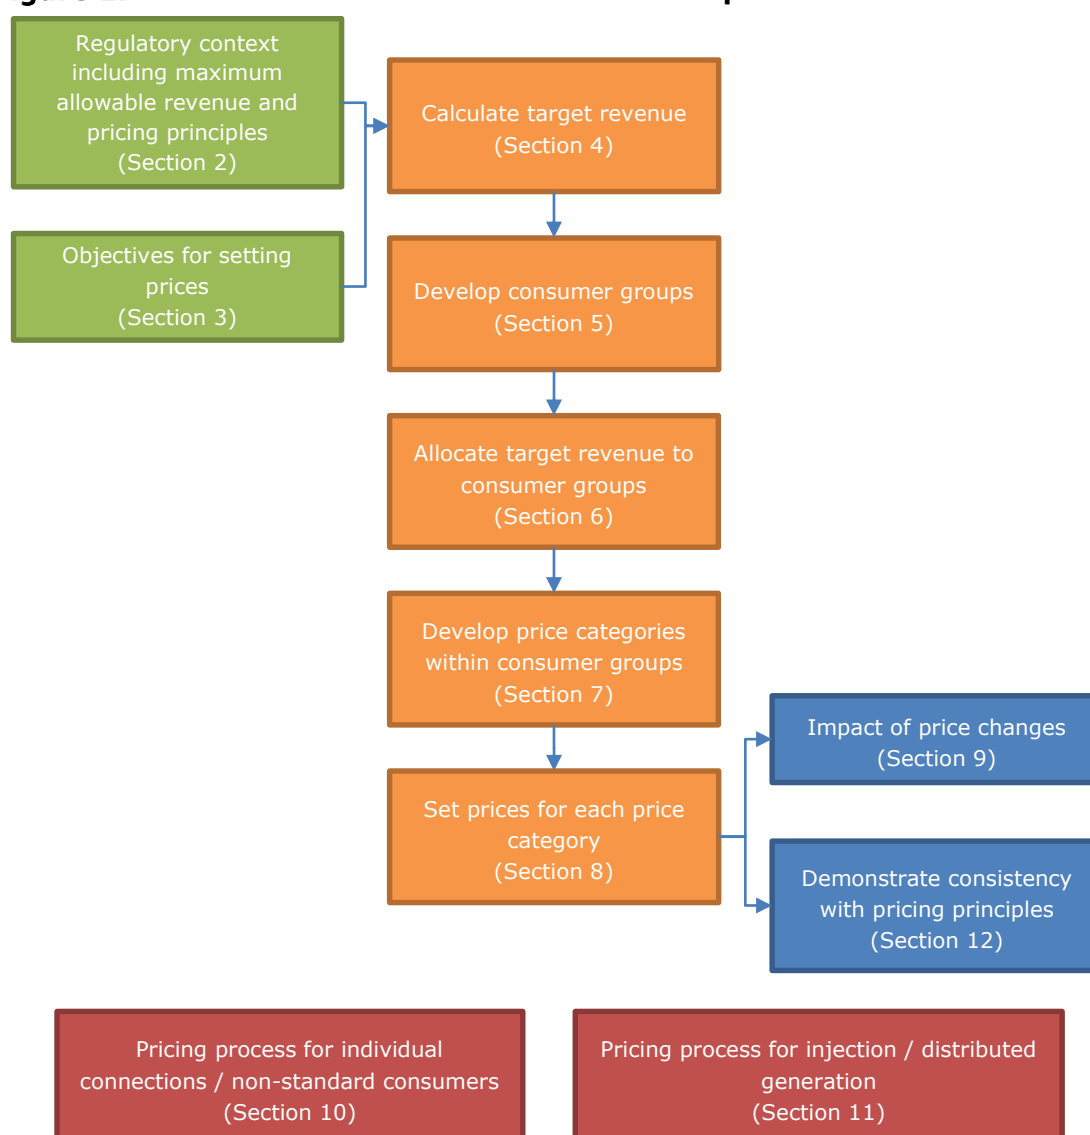 Regulatory context
including maximum
allowable revenue and
pricing principles
(Section 2)
Calculate target revenue
(Section 4)
Objectives for setting
prices
(Section 3)
Develop consumer groups
(Section 5)
Allocate target revenue to
consumer groups
(Section 6)
Develop price categories
within consumer groups
(Section 7)
Impact of price changes
(Section 9)
Set prices for each price
category
(Section 8)
Demonstrate consistency
with pricing principles
(Section 12)
Pricing process for individual
connections / non-standard consumers
(Section 10)
Pricing process for injection / distributed
generation
(Section 11)